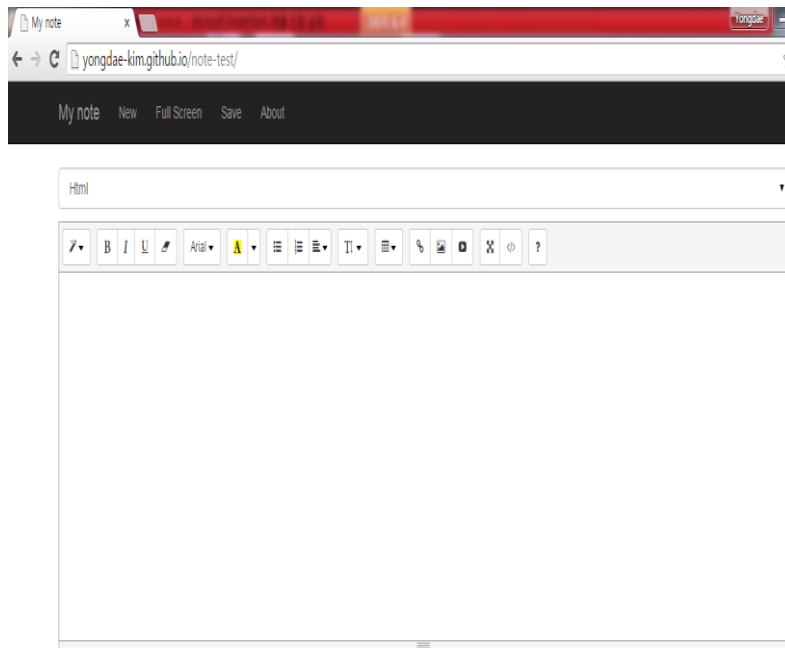 My note x
Yongdae
yongdae-kim.github.io/note-test/
My note New Full Screen Save About
Html
B I U Arial A T I ?